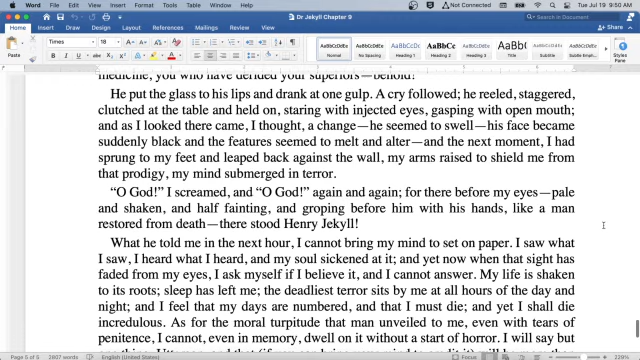 Word File Edit View Insert Format Tools Table Window Help Not Connected Tue Jul 19 9:50 AM
Dr Jekyll Chapter 9 Search in Document
Home Insert Draw Design Layout References Mailings Review View Share
Paste Times 18 AaBbCcDdEe AaBbCcDdEe AaBbCcDc AaBbCcDdEe AaBbCcDdEe
Normal Heading 1 Heading 2 Heading 3 Title Subtitle Styles Pane
medicine, you who have derided your superiors—behold!"
He put the glass to his lips and drank at one gulp. A cry followed; he reeled, staggered,
clutched at the table and held on, staring with injected eyes, gasping with open mouth;
and as I looked there came, I thought, a change—he seemed to swell—his face became
suddenly black and the features seemed to melt and alter—and the next moment, I had
sprung to my feet and leaped back against the wall, my arms raised to shield me from
that prodigy, my mind submerged in terror.
"O God!" I screamed, and "O God!" again and again; for there before my eyes—pale
and shaken, and half fainting, and groping before him with his hands, like a man
restored from death—there stood Henry Jekyll!
What he told me in the next hour, I cannot bring my mind to set on paper. I saw what
I saw, I heard what I heard, and my soul sickened at it; and yet now when that sight has
faded from my eyes, I ask myself if I believe it, and I cannot answer. My life is shaken
to its roots; sleep has left me; the deadliest terror sits by me at all hours of the day and
night; and I feel that my days are numbered, and that I must die; and yet I shall die
incredulous. As for the moral turpitude that man unveiled to me, even with tears of
penitence, I cannot, even in memory, dwell on it without a start of horror. I will say but
Page 5 of 5 2807 words English (United States) 229%